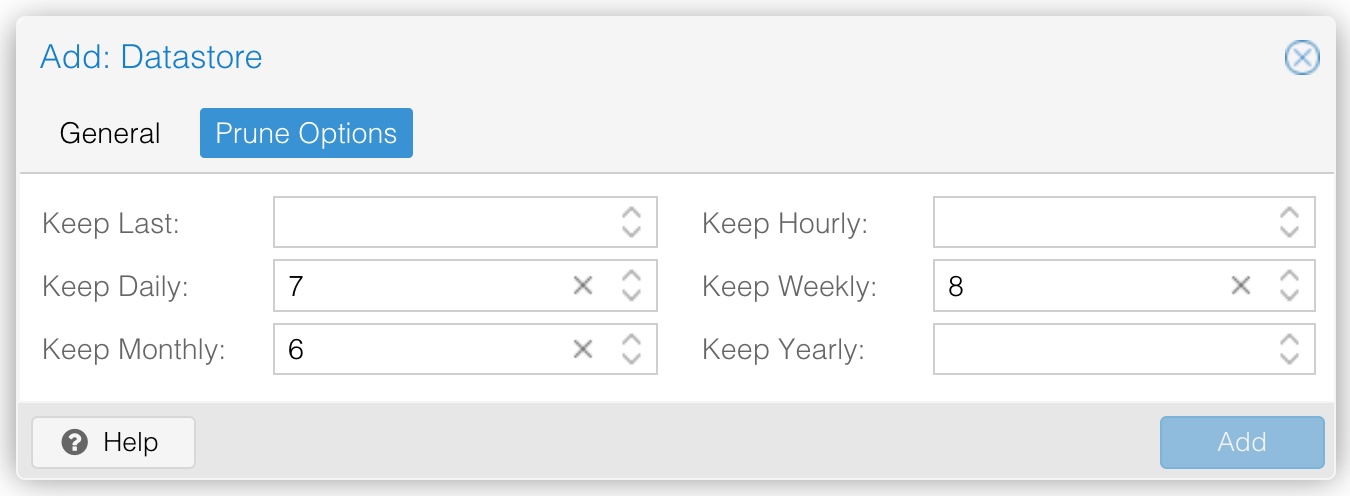 Add: Datastore
General Prune Options
Keep Last: Keep Hourly:
Keep Daily: 7 Keep Weekly: 8
Keep Monthly: 6 Keep Yearly:
Help Add